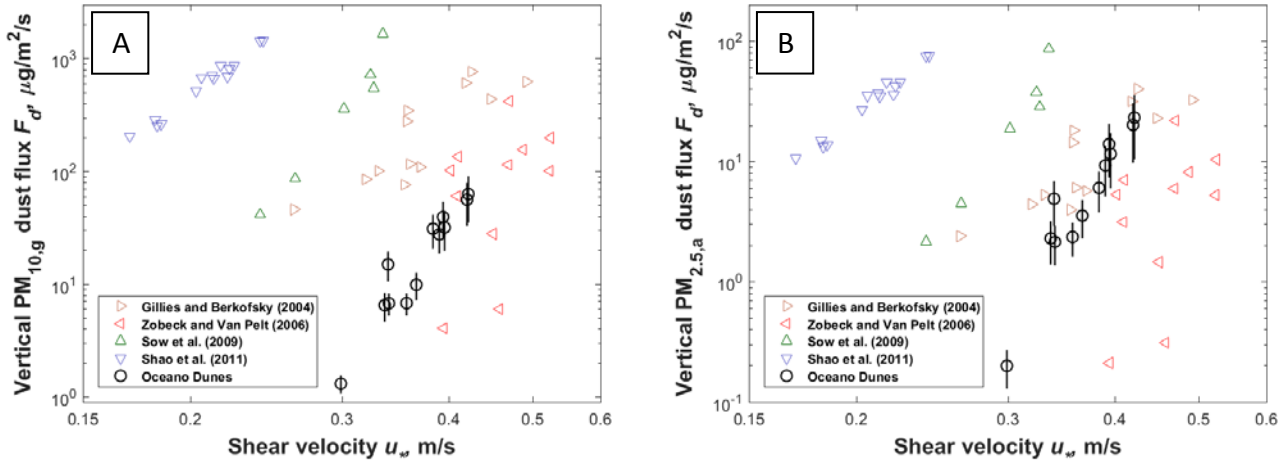 A
Vertical PM10,g dust flux Fd, μg/m²/s
10³
10²
10¹
10⁰
Gillies and Berkofsky (2004)
Zobeck and Van Pelt (2006)
Sow et al. (2009)
Shao et al. (2011)
Oceano Dunes
0.15
0.2
0.3
0.4
0.5
0.6
Shear velocity u*, m/s
B
Vertical PM2.5,a dust flux Fd, μg/m²/s
10²
10¹
10⁰
10⁻¹
Gillies and Berkofsky (2004)
Zobeck and Van Pelt (2006)
Sow et al. (2009)
Shao et al. (2011)
Oceano Dunes
0.15
0.2
0.3
0.4
0.5
0.6
Shear velocity u*, m/s